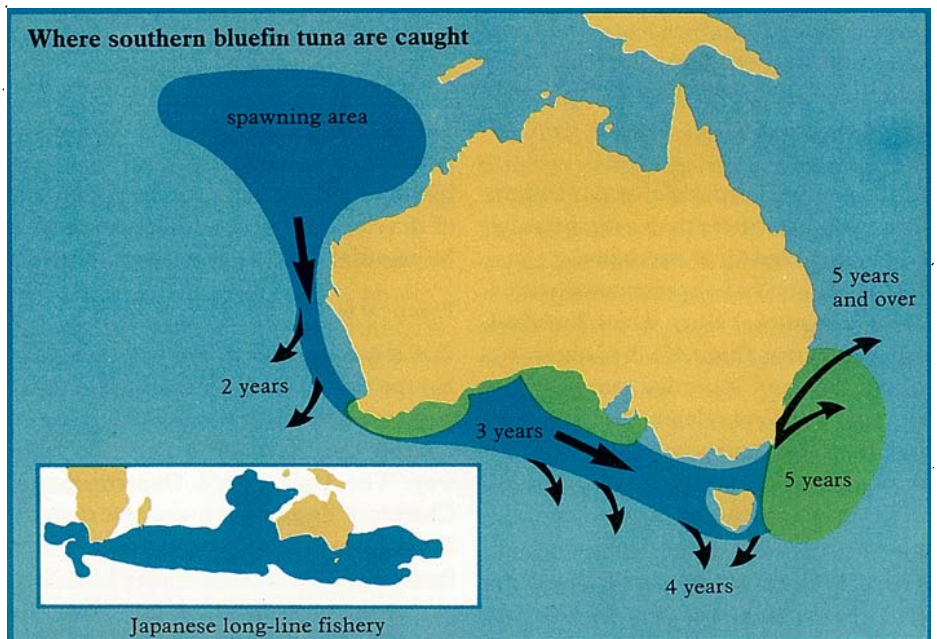 Where southern bluefin tuna are caught
spawning area
5 years
and over
2 years
3 years
5 years
4 years
Japanese long-line fishery